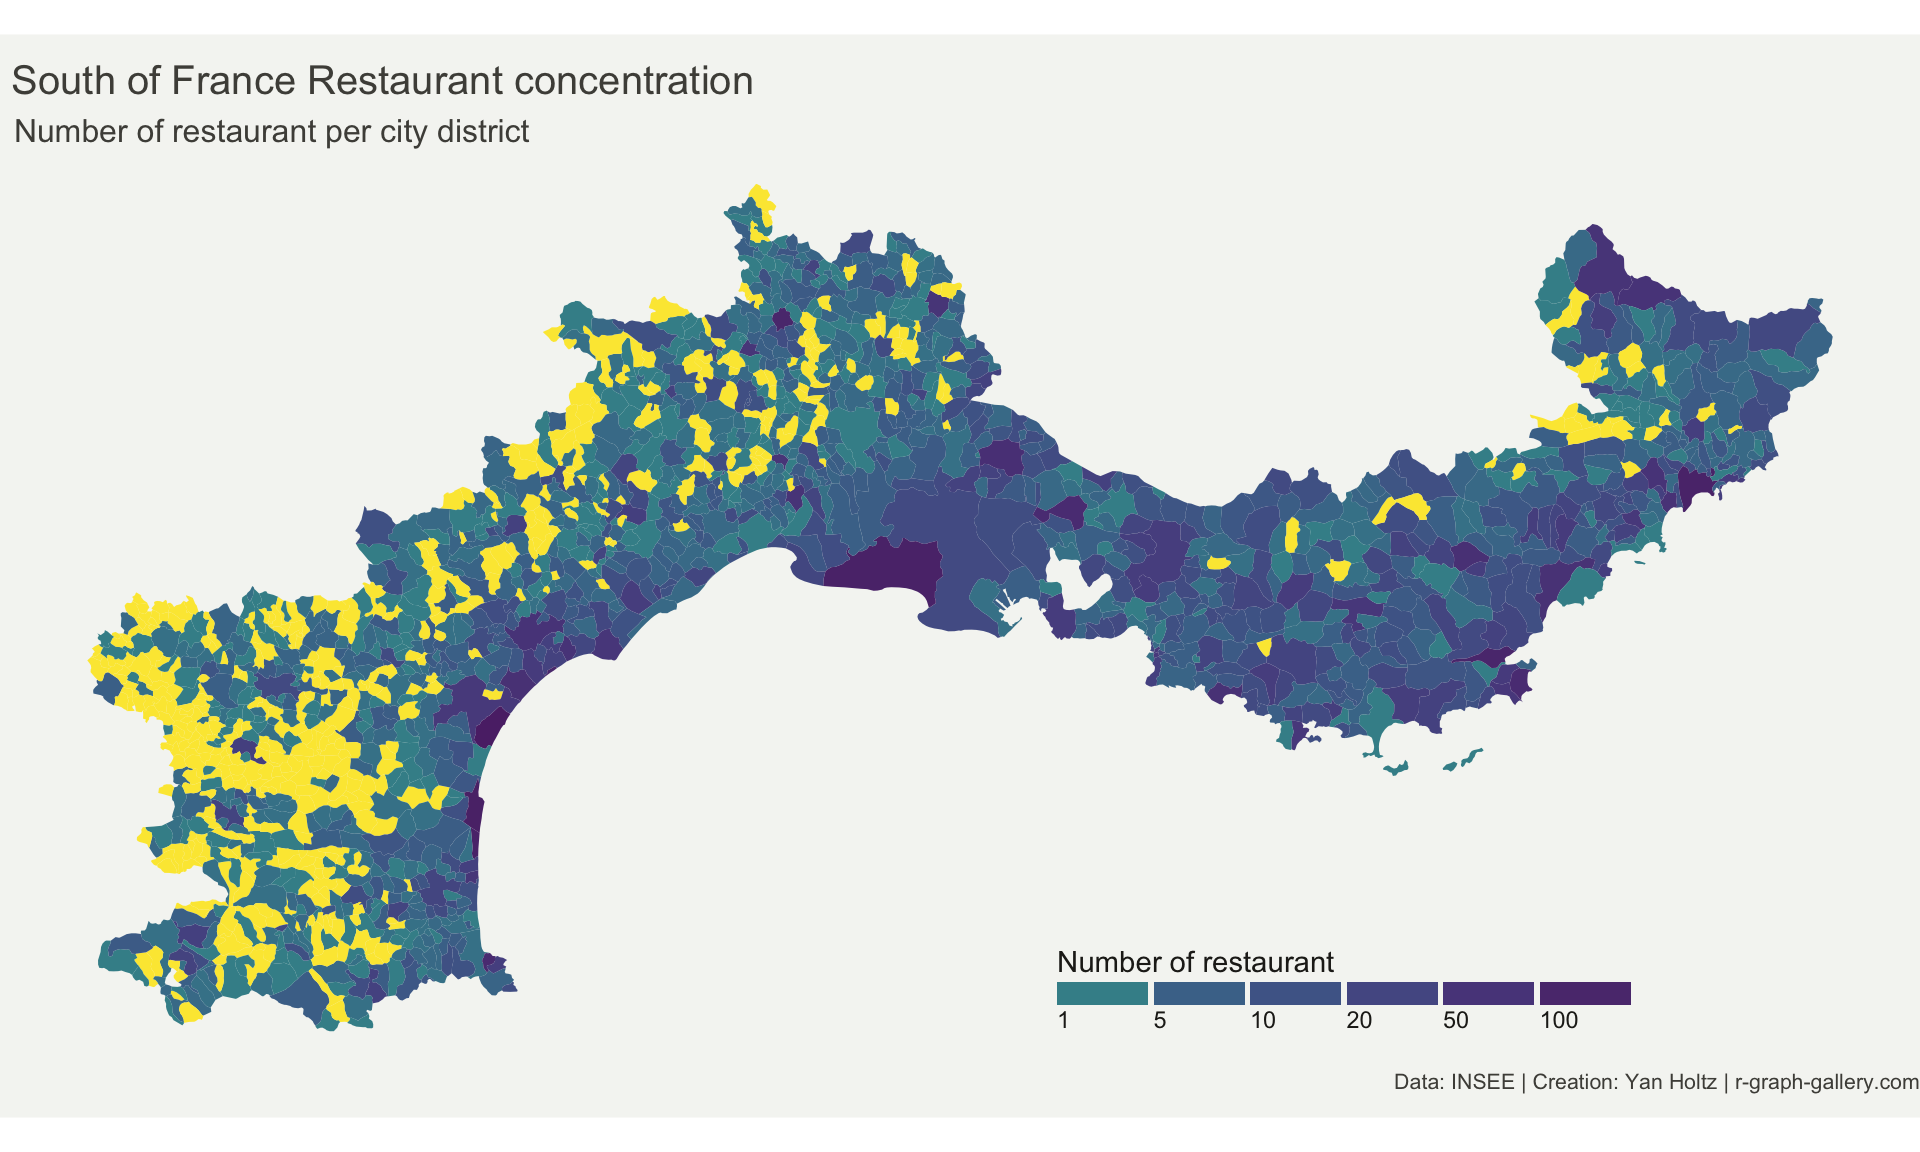 South of France Restaurant concentration
Number of restaurant per city district
Number of restaurant
1 5 10 20 50 100
Data: INSEE | Creation: Yan Holtz | r-graph-gallery.com